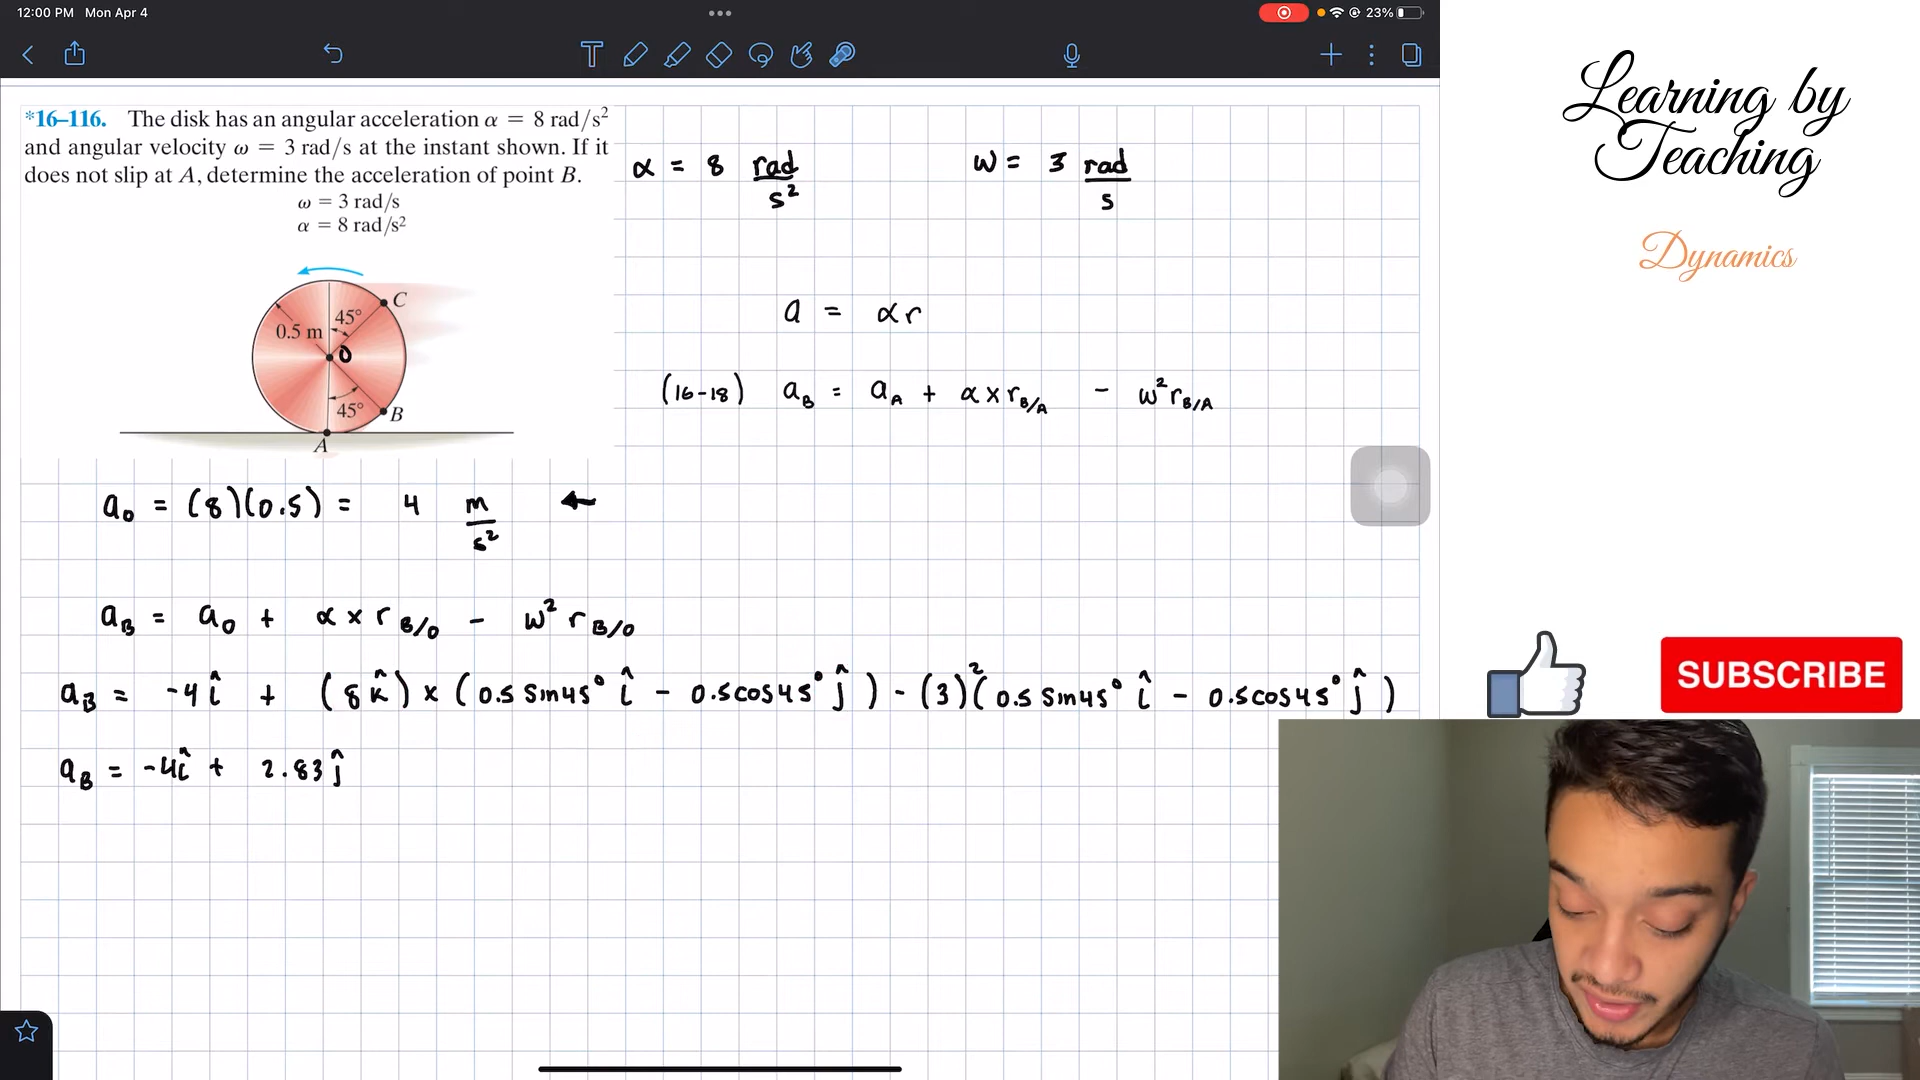 12:00 PM Mon Apr 4
23%
*16–116. The disk has an angular acceleration α = 8 rad/s²
and angular velocity ω = 3 rad/s at the instant shown. If it
does not slip at A, determine the acceleration of point B.
ω = 3 rad/s
α = 8 rad/s²
C
45°
0.5 m
O
45°
B
A
α = 8 rad/s²
ω = 3 rad/s
a = αr
(16-18) a_B = a_A + α × r_B/A - ω² r_B/A
a_O = (8)(0.5) = 4 m/s² ←
a_B = a_O + α × r_B/O - ω² r_B/O
a_B = -4î + (8k̂) × (0.5 sin45° î - 0.5cos45° ĵ) - (3)²(0.5 sin45° î - 0.5cos45° ĵ)
a_B = -4î + 2.83ĵ
Learning by
Teaching
Dynamics
SUBSCRIBE